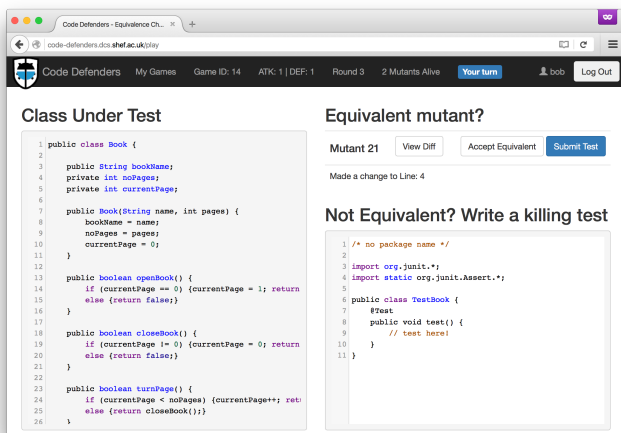 Code Defenders - Equivalence Ch...
code-defenders.dcs.shef.ac.uk/play
Code Defenders My Games Game ID: 14 ATK: 1 | DEF: 1 Round 3 2 Mutants Alive Your turn bob Log Out
Class Under Test
1 public class Book {
2
3 public String bookName;
4 private int noPages;
5 private int currentPage;
6
7 public Book(String name, int pages) {
8 bookName = name;
9 noPages = pages;
10 currentPage = 0;
11 }
12
13 public boolean openBook() {
14 if (currentPage == 0) {currentPage = 1; return
15 else {return false;}
16 }
17
18 public boolean closeBook() {
19 if (currentPage != 0) {currentPage = 0; return
20 else {return false;}
21 }
22
23 public boolean turnPage() {
24 if (currentPage < noPages) {currentPage++; ret
25 else {return closeBook();}
26 }
Equivalent mutant?
Mutant 21 View Diff Accept Equivalent Submit Test
Made a change to Line: 4
Not Equivalent? Write a killing test
1 /* no package name */
2
3 import org.junit.*;
4 import static org.junit.Assert.*;
5
6 public class TestBook {
7 @Test
8 public void test() {
9 // test here!
10 }
11 }